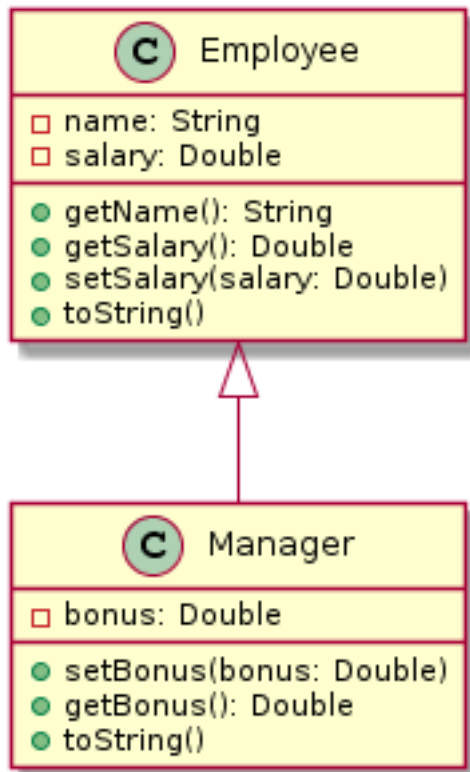 C Employee
name: String
salary: Double
getName(): String
getSalary(): Double
setSalary(salary: Double)
toString()
C Manager
bonus: Double
setBonus(bonus: Double)
getBonus(): Double
toString()